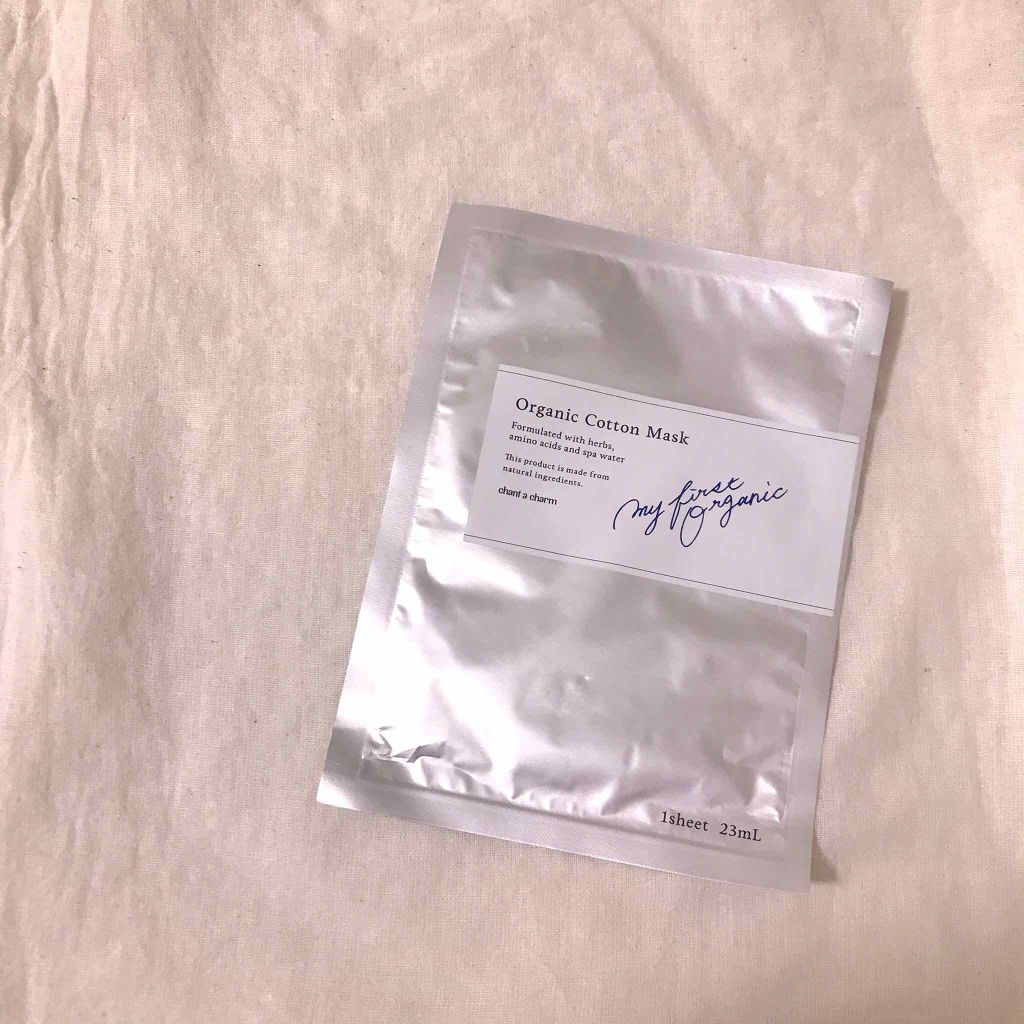 Organic Cotton Mask
Formulated with herbs,
amino acids and spa water
This product is made from
natural ingredients.
chant a charm
my first
Organic
1sheet 23mL